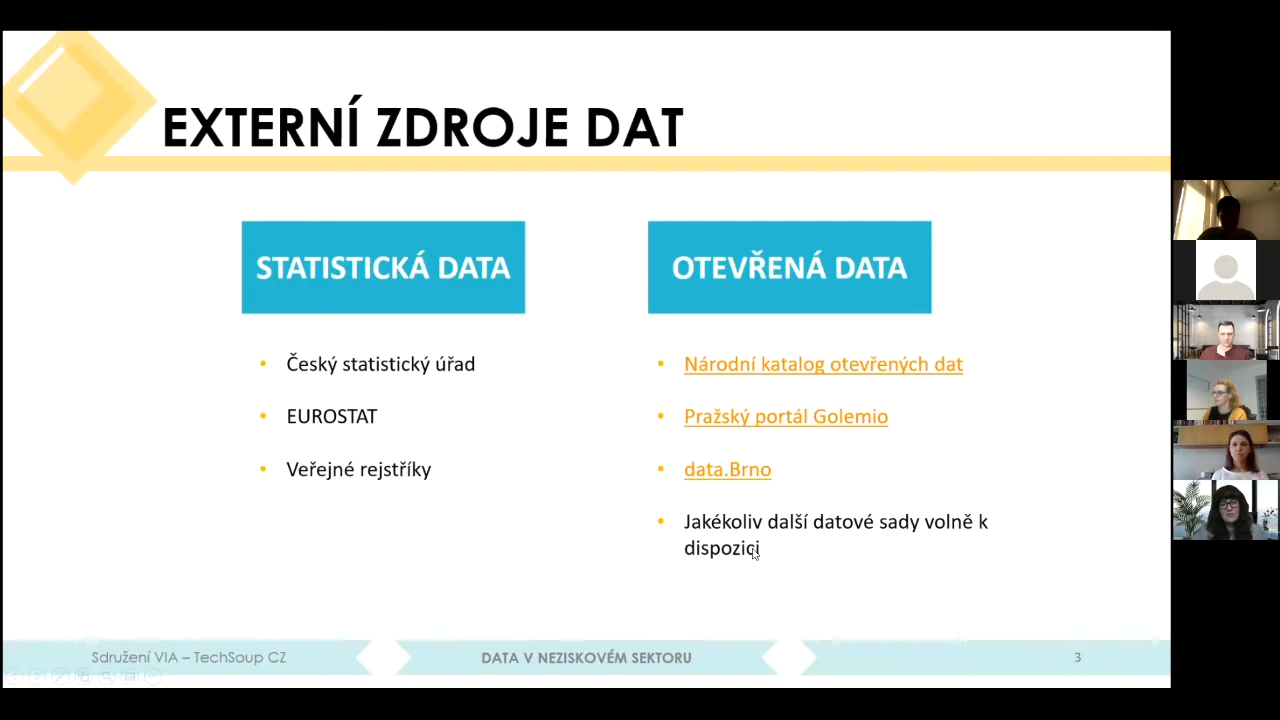 EXTERNÍ ZDROJE DAT
STATISTICKÁ DATA
Český statistický úřad
EUROSTAT
Veřejné rejstříky
OTEVŘENÁ DATA
Národní katalog otevřených dat
Pražský portál Golemio
data.Brno
Jakékoliv další datové sady volně k
dispozici
Sdružení VIA – TechSoup CZ
DATA V NEZISKOVÉM SEKTORU
3